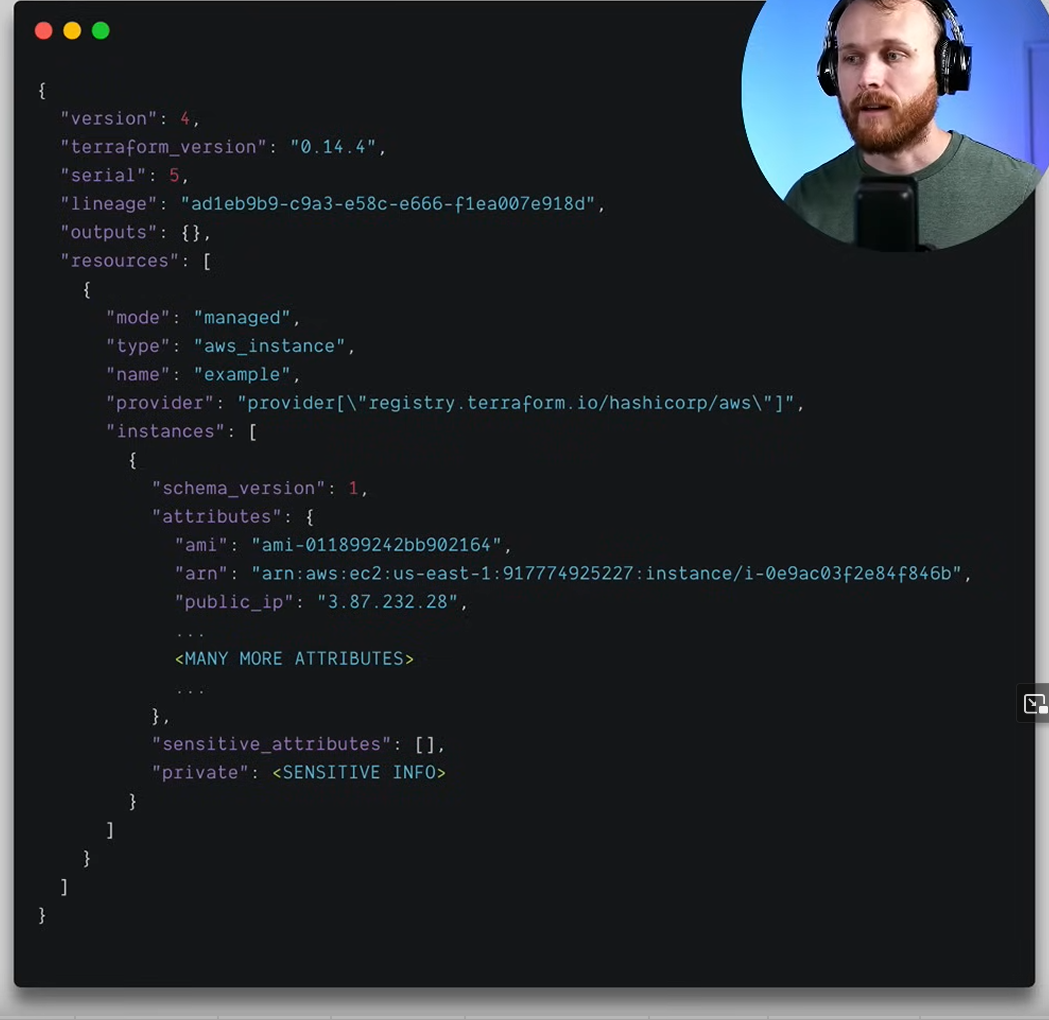 {
"version": 4,
"terraform_version": "0.14.4",
"serial": 5,
"lineage": "ad1eb9b9-c9a3-e58c-e666-f1ea007e918d",
"outputs": {},
"resources": [
{
"mode": "managed",
"type": "aws_instance",
"name": "example",
"provider": "provider[\"registry.terraform.io/hashicorp/aws\"]",
"instances": [
{
"schema_version": 1,
"attributes": {
"ami": "ami-011899242bb902164",
"arn": "arn:aws:ec2:us-east-1:917774925227:instance/i-0e9ac03f2e84f846b",
"public_ip": "3.87.232.28",
...
<MANY MORE ATTRIBUTES>
...
},
"sensitive_attributes": [],
"private": <SENSITIVE INFO>
}
]
}
]
}